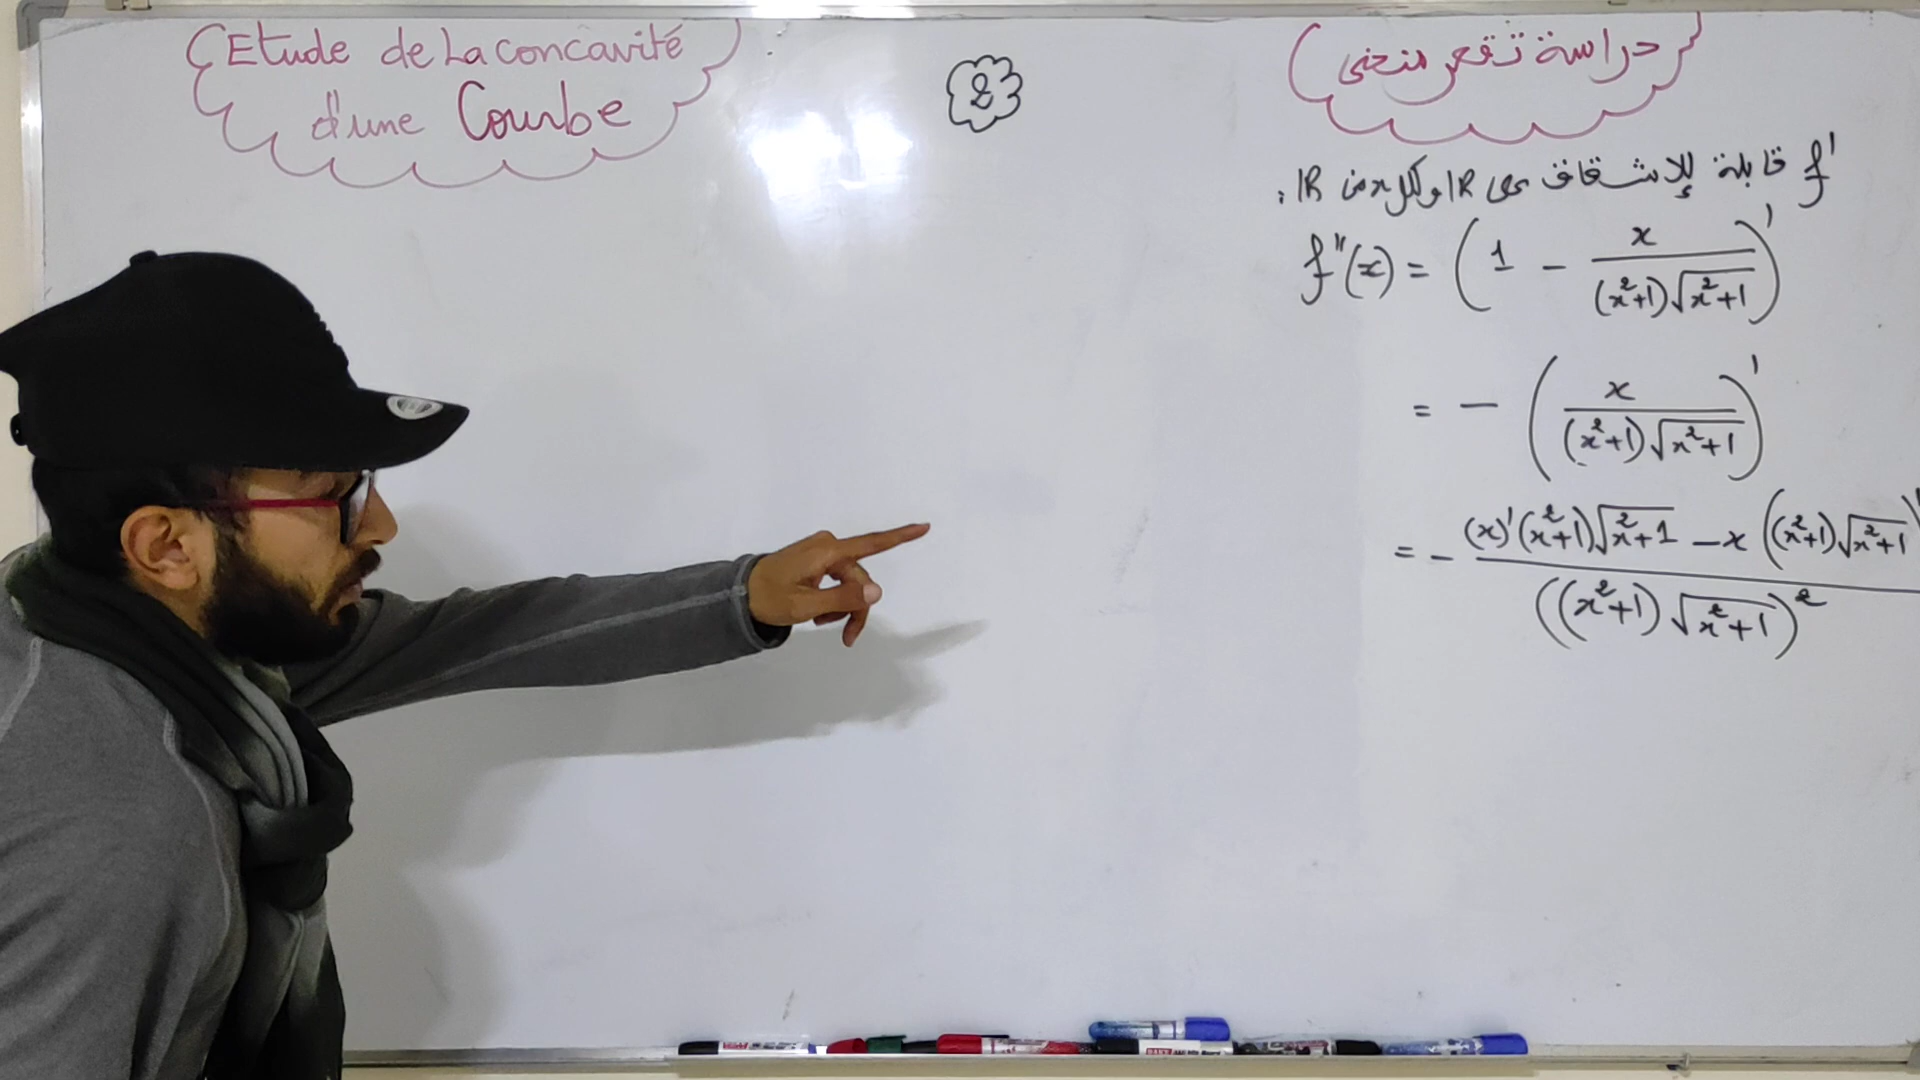 Etude de La concavité
d'une Courbe
2
دراسة تقعر منحنى
f' قابلة للإشتقاق على IR ولكل x من IR :
f''(x) = ( 1 - x / ((x²+1)√(x²+1)) )'
= - ( x / ((x²+1)√(x²+1)) )'
= - ( (x)'(x²+1)√(x²+1) - x ((x²+1)√(x²+1))' ) / ((x²+1)√(x²+1))²